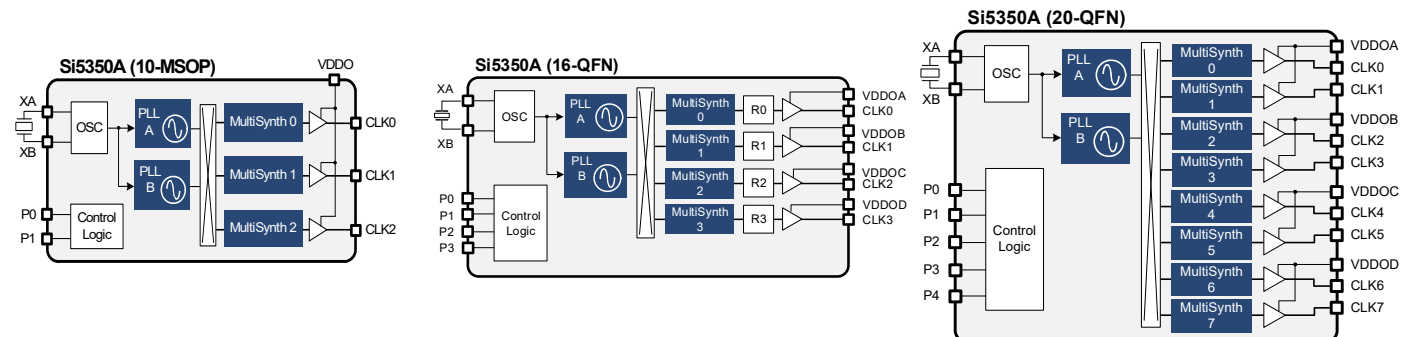 Si5350A (10-MSOP)
VDDO
XA
XB
OSC
PLL
A
PLL
B
MultiSynth 0
MultiSynth 1
MultiSynth 2
CLK0
CLK1
CLK2
P0
P1
Control
Logic
Si5350A (16-QFN)
XA
XB
OSC
PLL
A
PLL
B
MultiSynth
0
MultiSynth
1
MultiSynth
2
MultiSynth
3
R0
R1
R2
R3
VDDOA
CLK0
VDDOB
CLK1
VDDOC
CLK2
VDDOD
CLK3
P0
P1
P2
P3
Control
Logic
Si5350A (20-QFN)
XA
XB
OSC
PLL
A
PLL
B
MultiSynth
0
MultiSynth
1
MultiSynth
2
MultiSynth
3
MultiSynth
4
MultiSynth
5
MultiSynth
6
MultiSynth
7
VDDOA
CLK0
CLK1
VDDOB
CLK2
CLK3
VDDOC
CLK4
CLK5
VDDOD
CLK6
CLK7
P0
P1
P2
P3
P4
Control
Logic